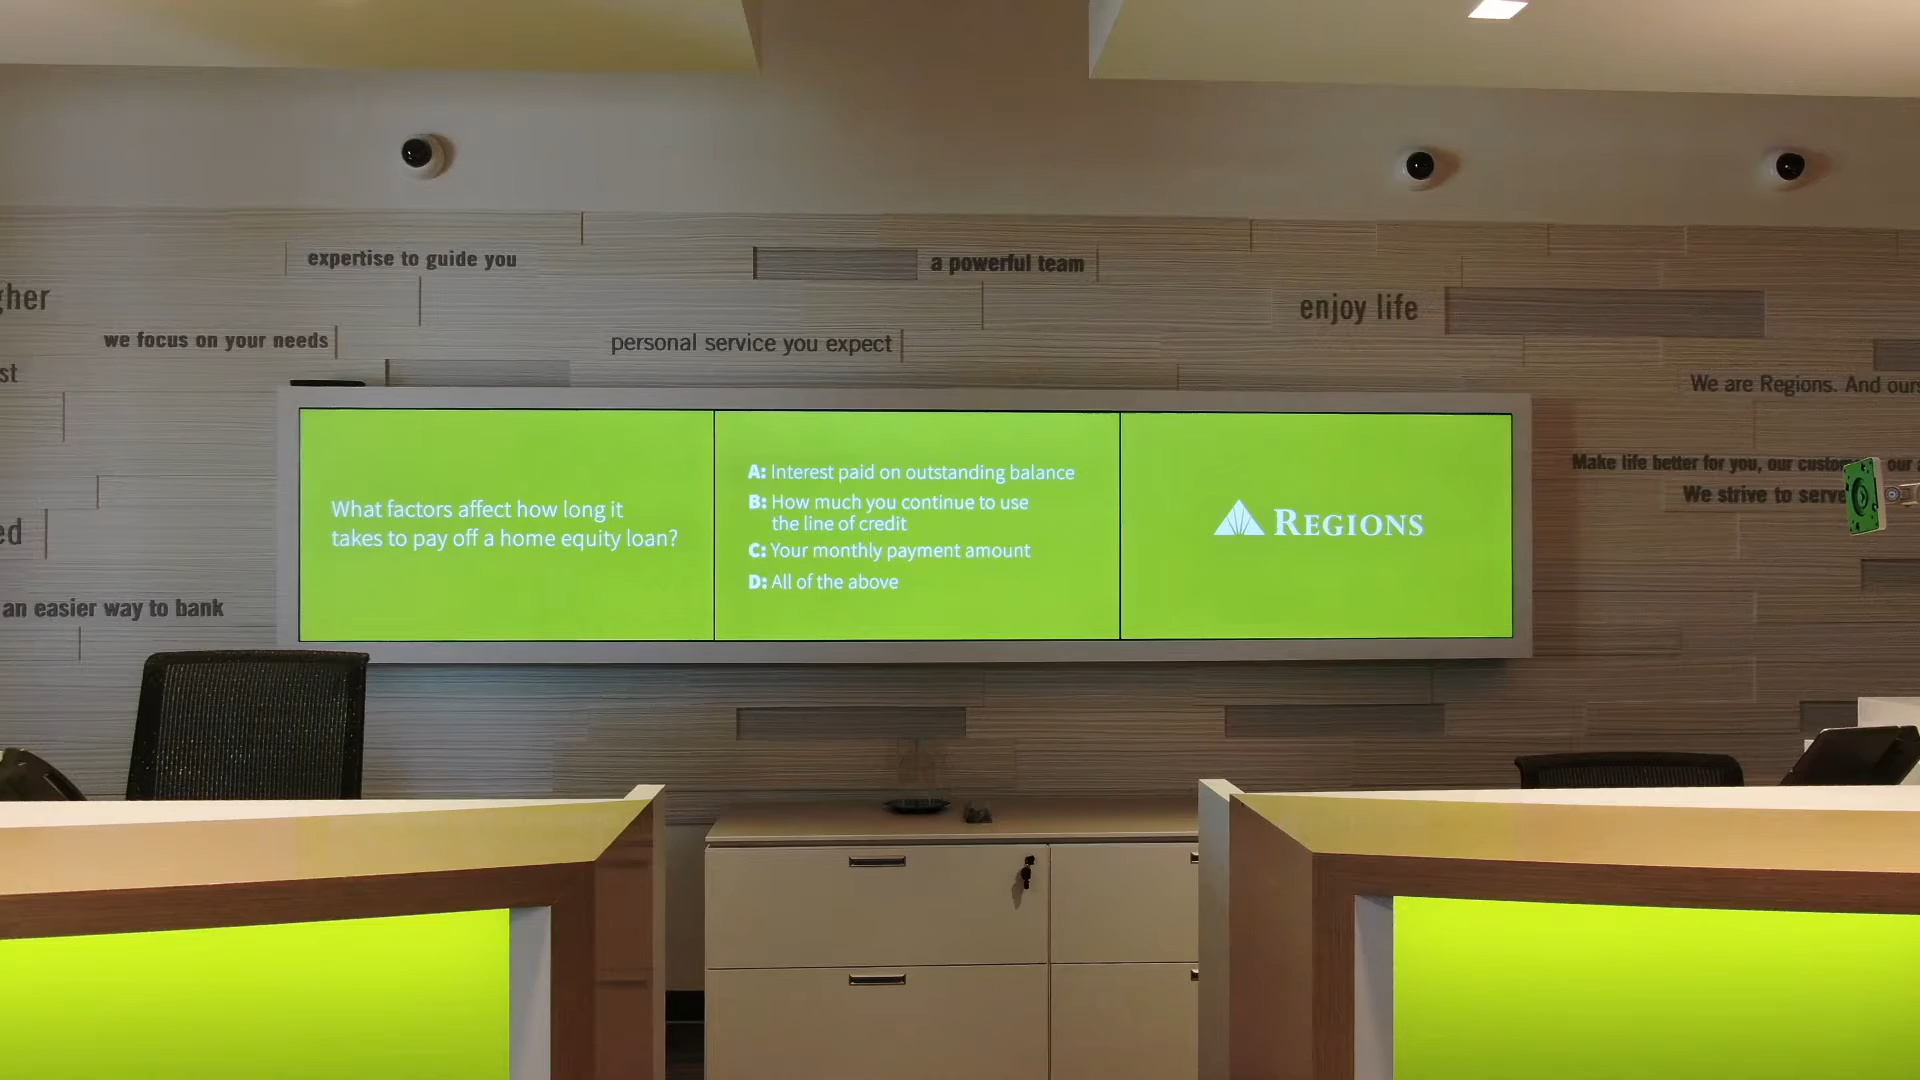 expertise to guide you
a powerful team
gher
enjoy life
we focus on your needs
personal service you expect
st
We are Regions. And ours
What factors affect how long it
takes to pay off a home equity loan?
A: Interest paid on outstanding balance
B: How much you continue to use
the line of credit
C: Your monthly payment amount
D: All of the above
REGIONS
Make life better for you, our our
We strive to serve
ed
an easier way to bank